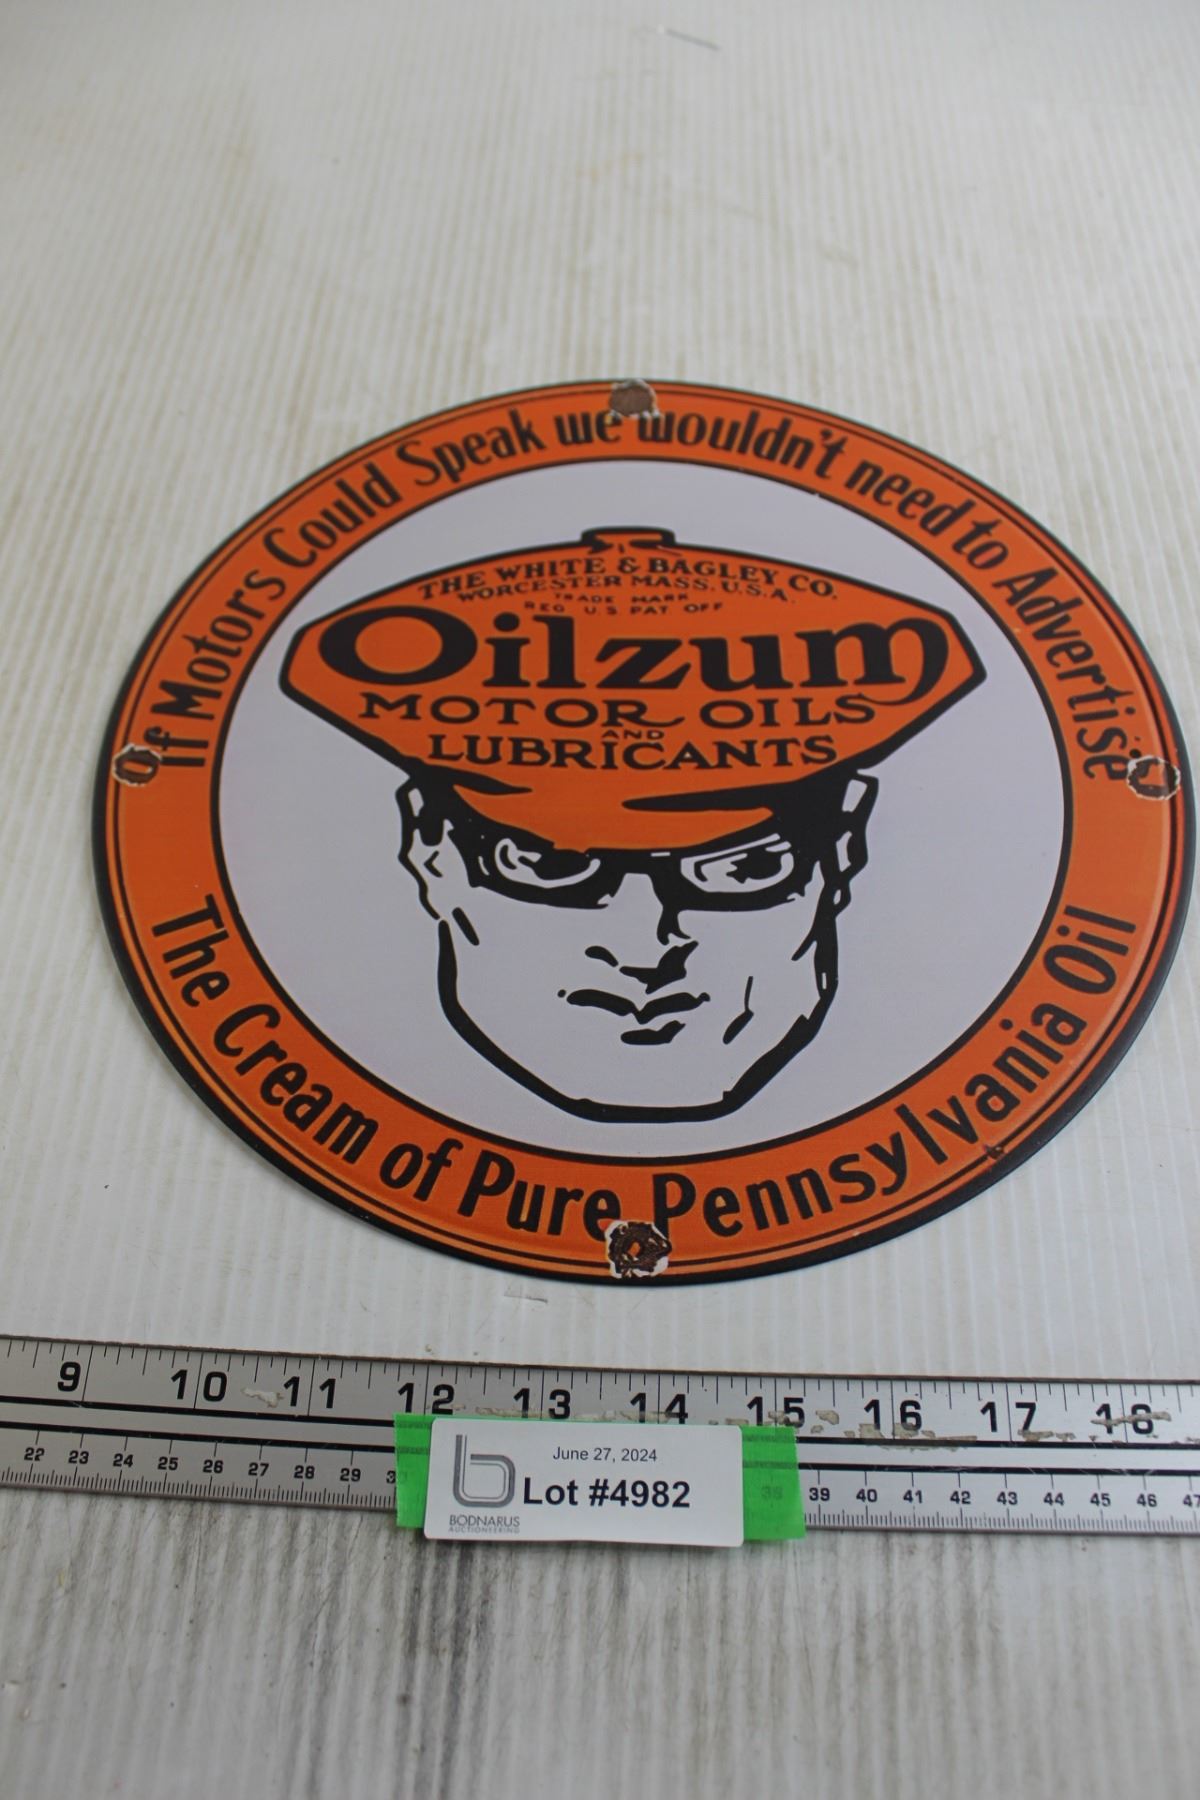 If Motors Could Speak we wouldn't need to Advertise
THE WHITE & BAGLEY CO.
WORCESTER MASS. U.S.A.
TRADE MARK
REG U.S PAT OFF
Oilzum
MOTOR OILS
AND
LUBRICANTS
The Cream of Pure Pennsylvania Oil
9 10 11 12 13 14 15 16 17 18
22 23 24 25 26 27 28 29 38 39 40 41 42 43 44 45 46 47
June 27, 2024
Lot #4982
BODNARUS
AUCTIONEERING